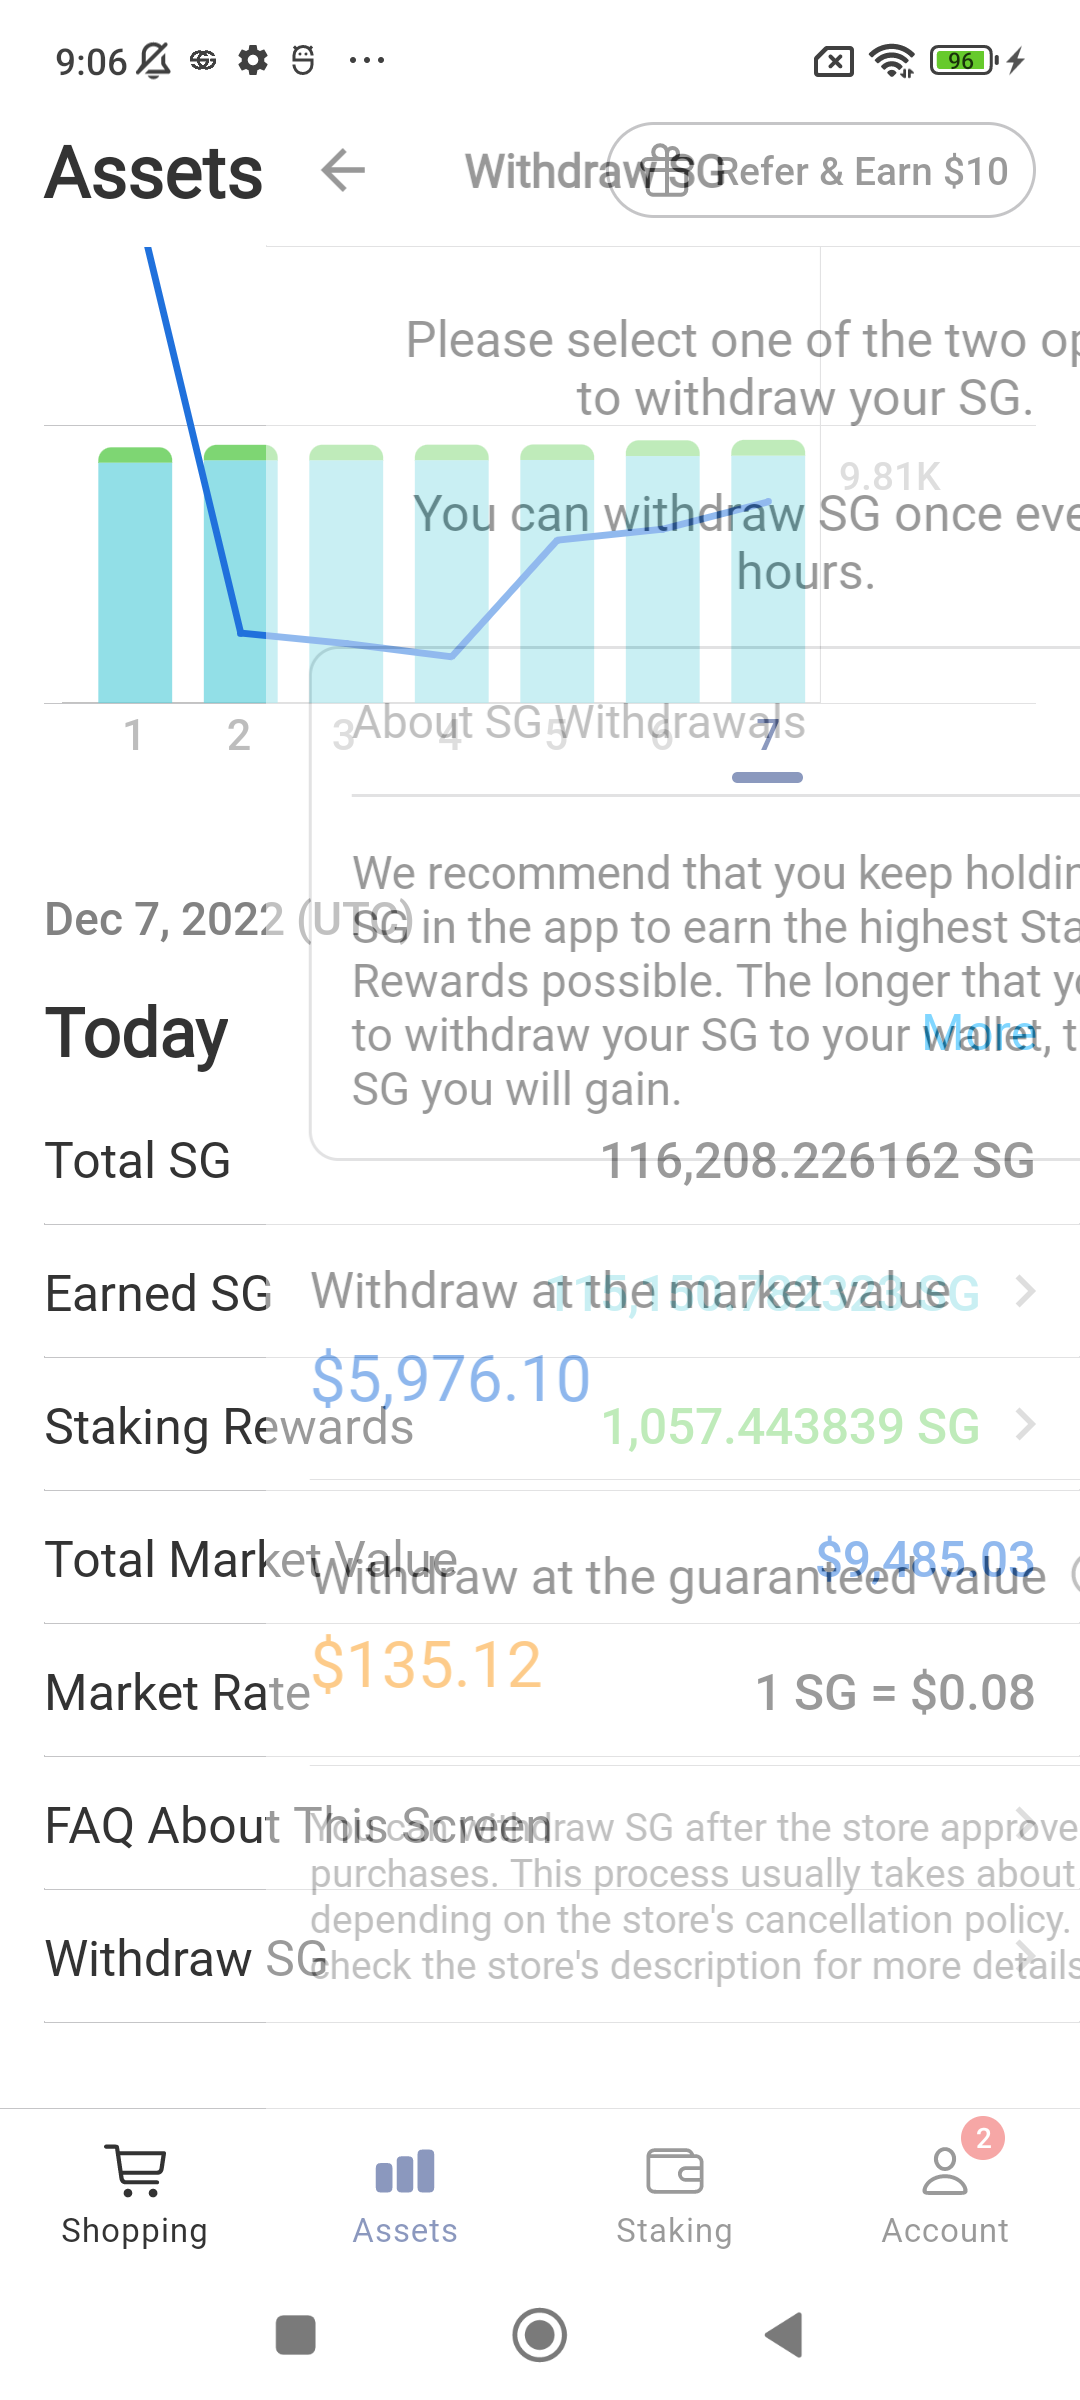 9:06
96
Assets
Withdraw SG
Refer & Earn $10
Please select one of the two op
to withdraw your SG.
9.81K
You can withdraw SG once eve
hours.
1 2 3 4 5 6 7
About SG Withdrawals
We recommend that you keep holdin
Dec 7, 2022 (UTC)
SG in the app to earn the highest Sta
Rewards possible. The longer that yo
Today
to withdraw your SG to your wallet, t
More
SG you will gain.
Total SG
116,208.226162 SG
Earned SG
115,150.782323 SG
Withdraw at the market value
$5,976.10
Staking Rewards
1,057.443839 SG
Total Market Value
$9,485.03
Withdraw at the guaranteed value
$135.12
Market Rate
1 SG = $0.08
FAQ About This Screen
You can withdraw SG after the store approve
purchases. This process usually takes about
depending on the store's cancellation policy.
Withdraw SG
check the store's description for more details
2
Shopping
Assets
Staking
Account